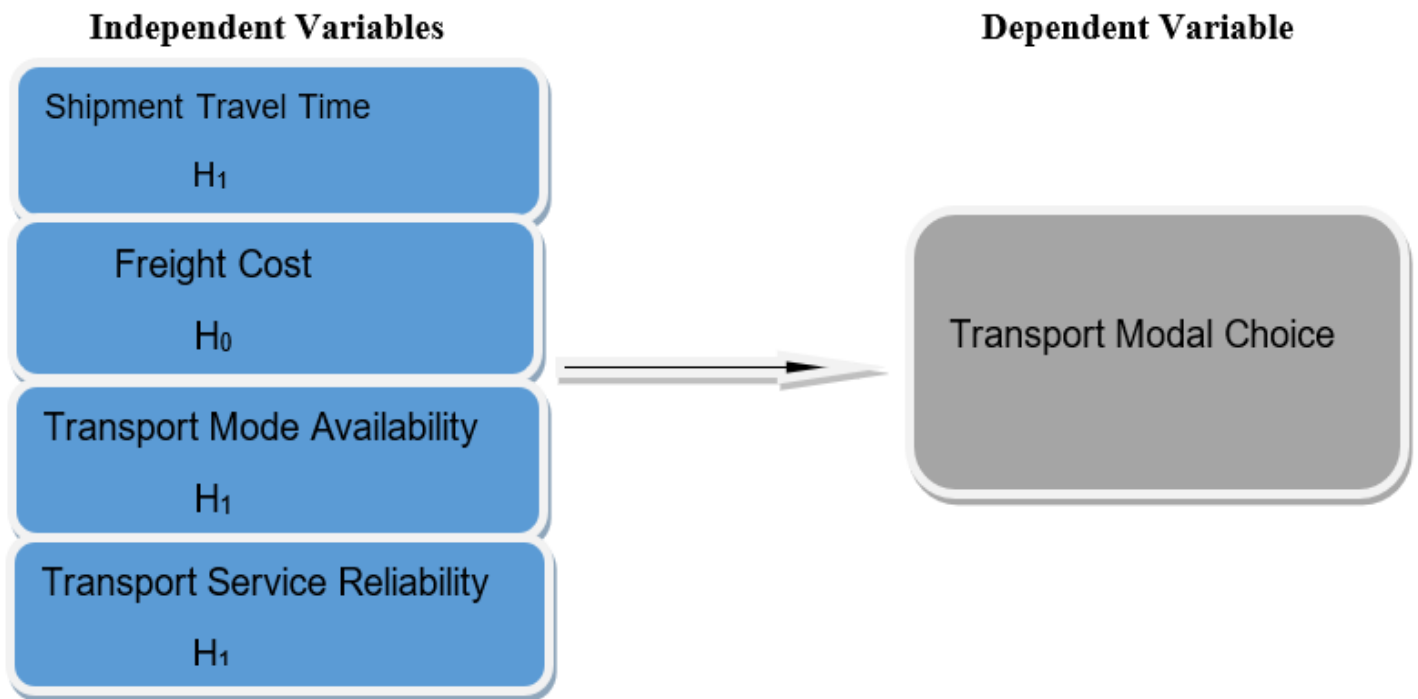 Independent Variables
Shipment Travel Time
H₁
Freight Cost
H₀
Transport Mode Availability
H₁
Transport Service Reliability
H₁
Dependent Variable
Transport Modal Choice